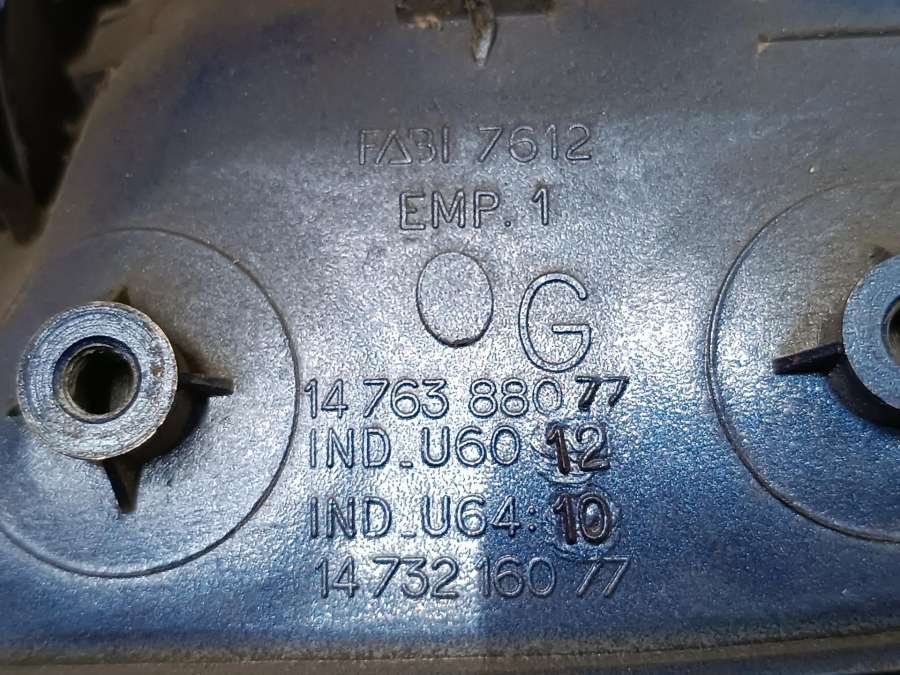 FABI 7612
EMP. 1
G
14 763 880 77
IND_U60 12
IND_U64: 10
14 732 160 77